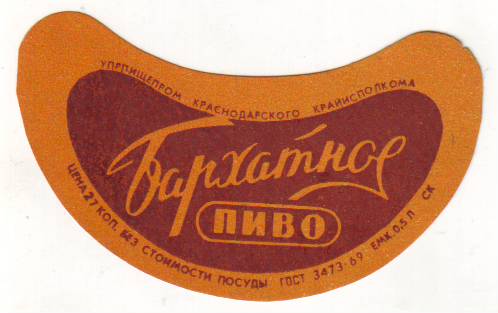 УПРПИЩЕПРОМ КРАСНОДАРСКОГО КРАЙИСПОЛКОМА
Бархатное
ПИВО
ЦЕНА 27 КОП. БЕЗ СТОИМОСТИ ПОСУДЫ ГОСТ 3473-69 ЕМК. 0,5 Л СК